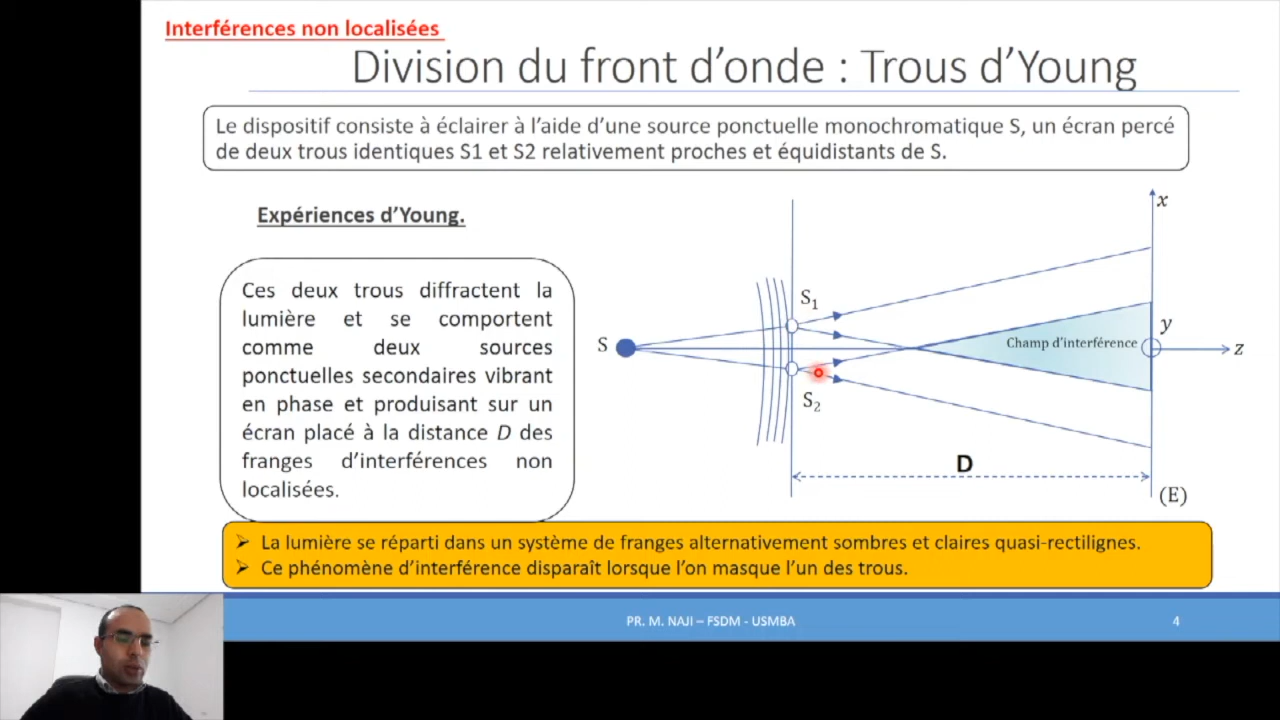 Interférences non localisées
Division du front d’onde : Trous d’Young
Le dispositif consiste à éclairer à l’aide d’une source ponctuelle monochromatique S, un écran percé
de deux trous identiques S1 et S2 relativement proches et équidistants de S.
Expériences d’Young.
Ces deux trous diffractent la
lumière et se comportent
comme deux sources
ponctuelles secondaires vibrant
en phase et produisant sur un
écran placé à la distance D des
franges d’interférences non
localisées.
x
S₁
S
Champ d’interférence
y
z
S₂
D
(E)
➢ La lumière se réparti dans un système de franges alternativement sombres et claires quasi-rectilignes.
➢ Ce phénomène d’interférence disparaît lorsque l’on masque l’un des trous.
PR. M. NAJI – FSDM - USMBA
4